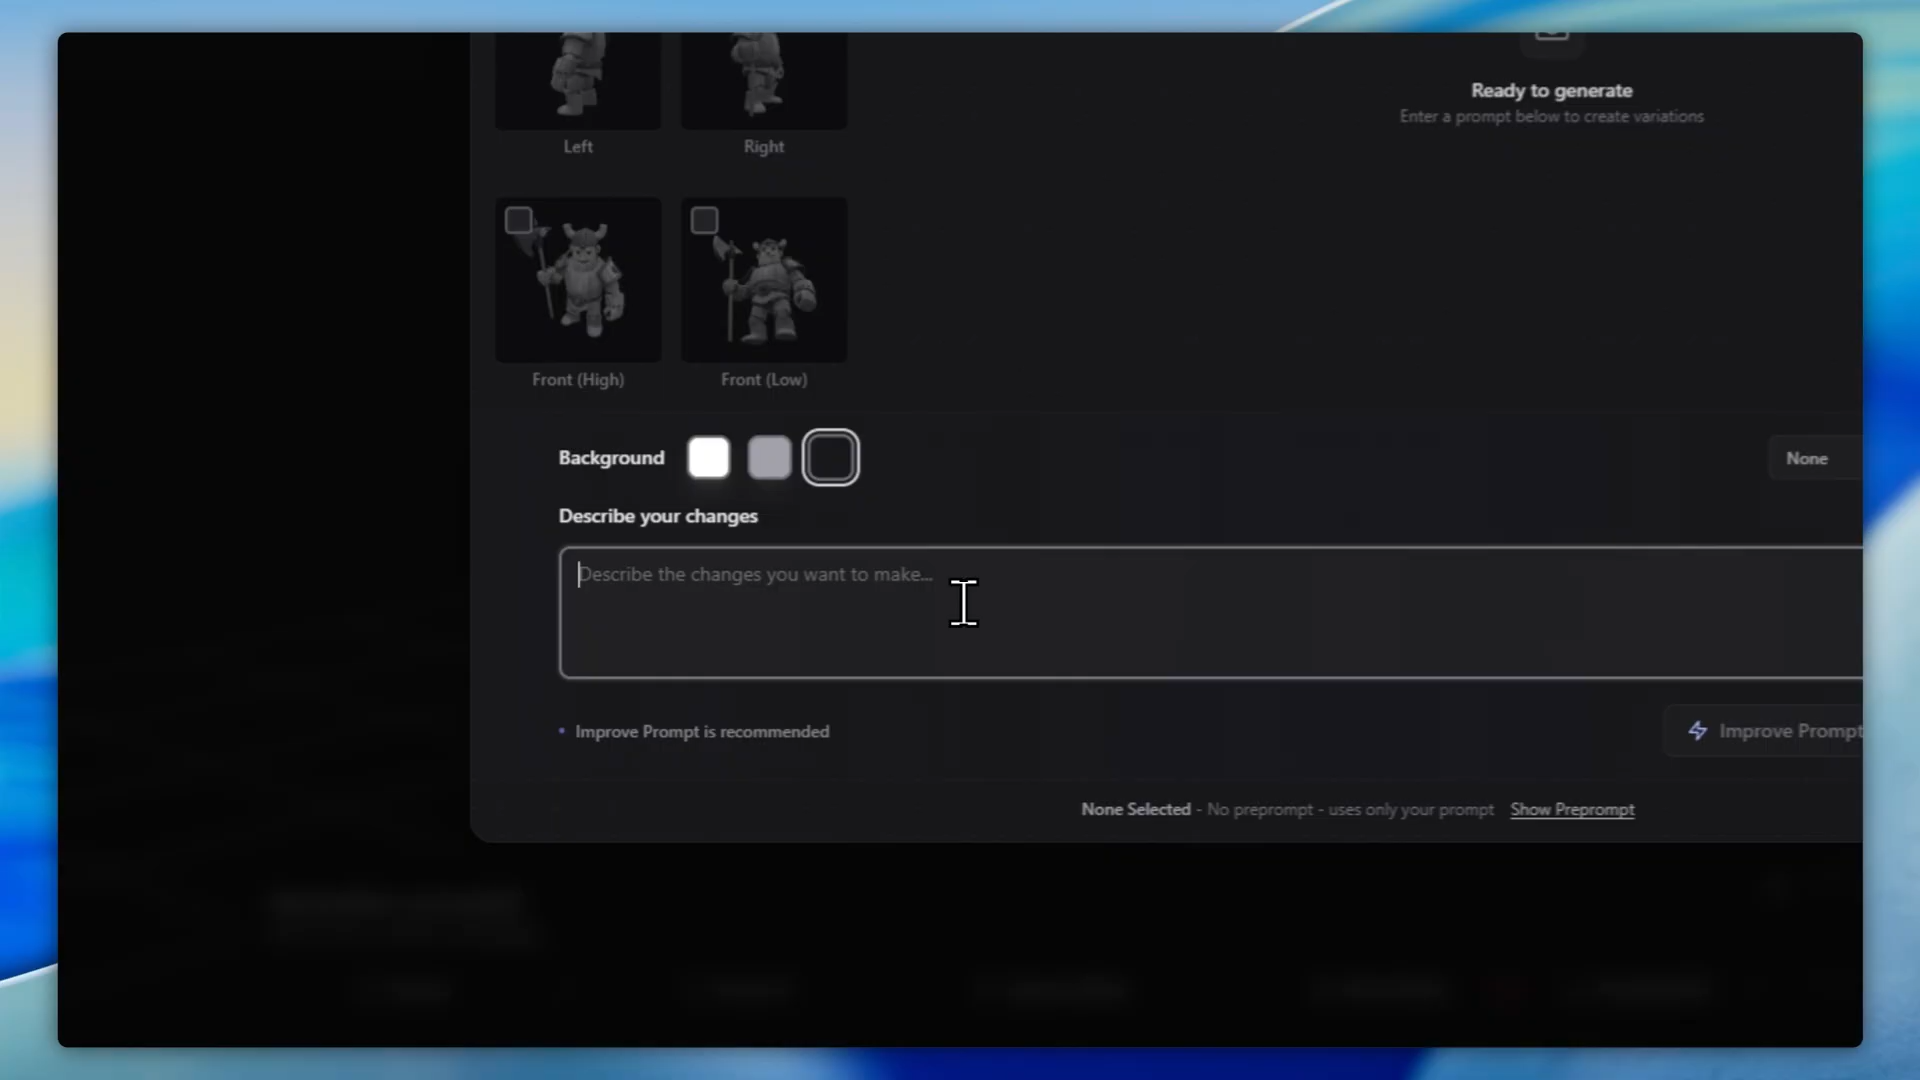 Ready to generate
Enter a prompt below to create variations
Left
Right
Front (High)
Front (Low)
Background
None
Describe your changes
Describe the changes you want to make...
• Improve Prompt is recommended
Improve Prompt
None Selected - No preprompt - uses only your prompt Show Preprompt